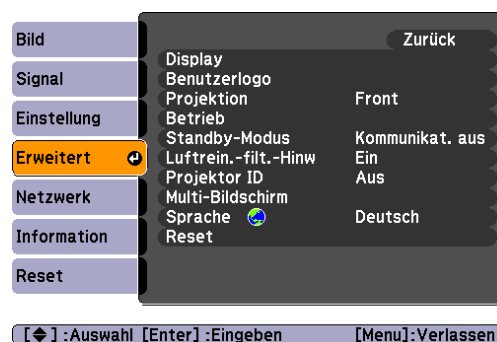 Bild
Signal
Einstellung
Erweitert
Netzwerk
Information
Reset
Zurück
Display
Benutzerlogo
Projektion Front
Betrieb
Standby-Modus Kommunikat. aus
Luftrein.-filt.-Hinw Ein
Projektor ID Aus
Multi-Bildschirm
Sprache Deutsch
Reset
[◆] :Auswahl [Enter] :Eingeben [Menu]:Verlassen